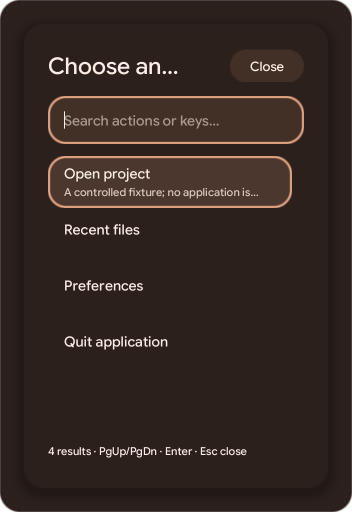 Choose an...
Close
Search actions or keys...
Open project
A controlled fixture; no application is...
Recent files
Preferences
Quit application
4 results · PgUp/PgDn · Enter · Esc close